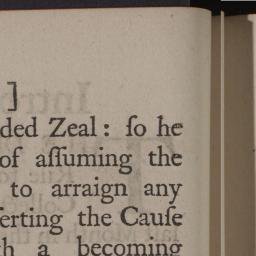 ]
ded Zeal: ſo he
of aſſuming the
to arraign any
erting the Cauſe
h a becoming